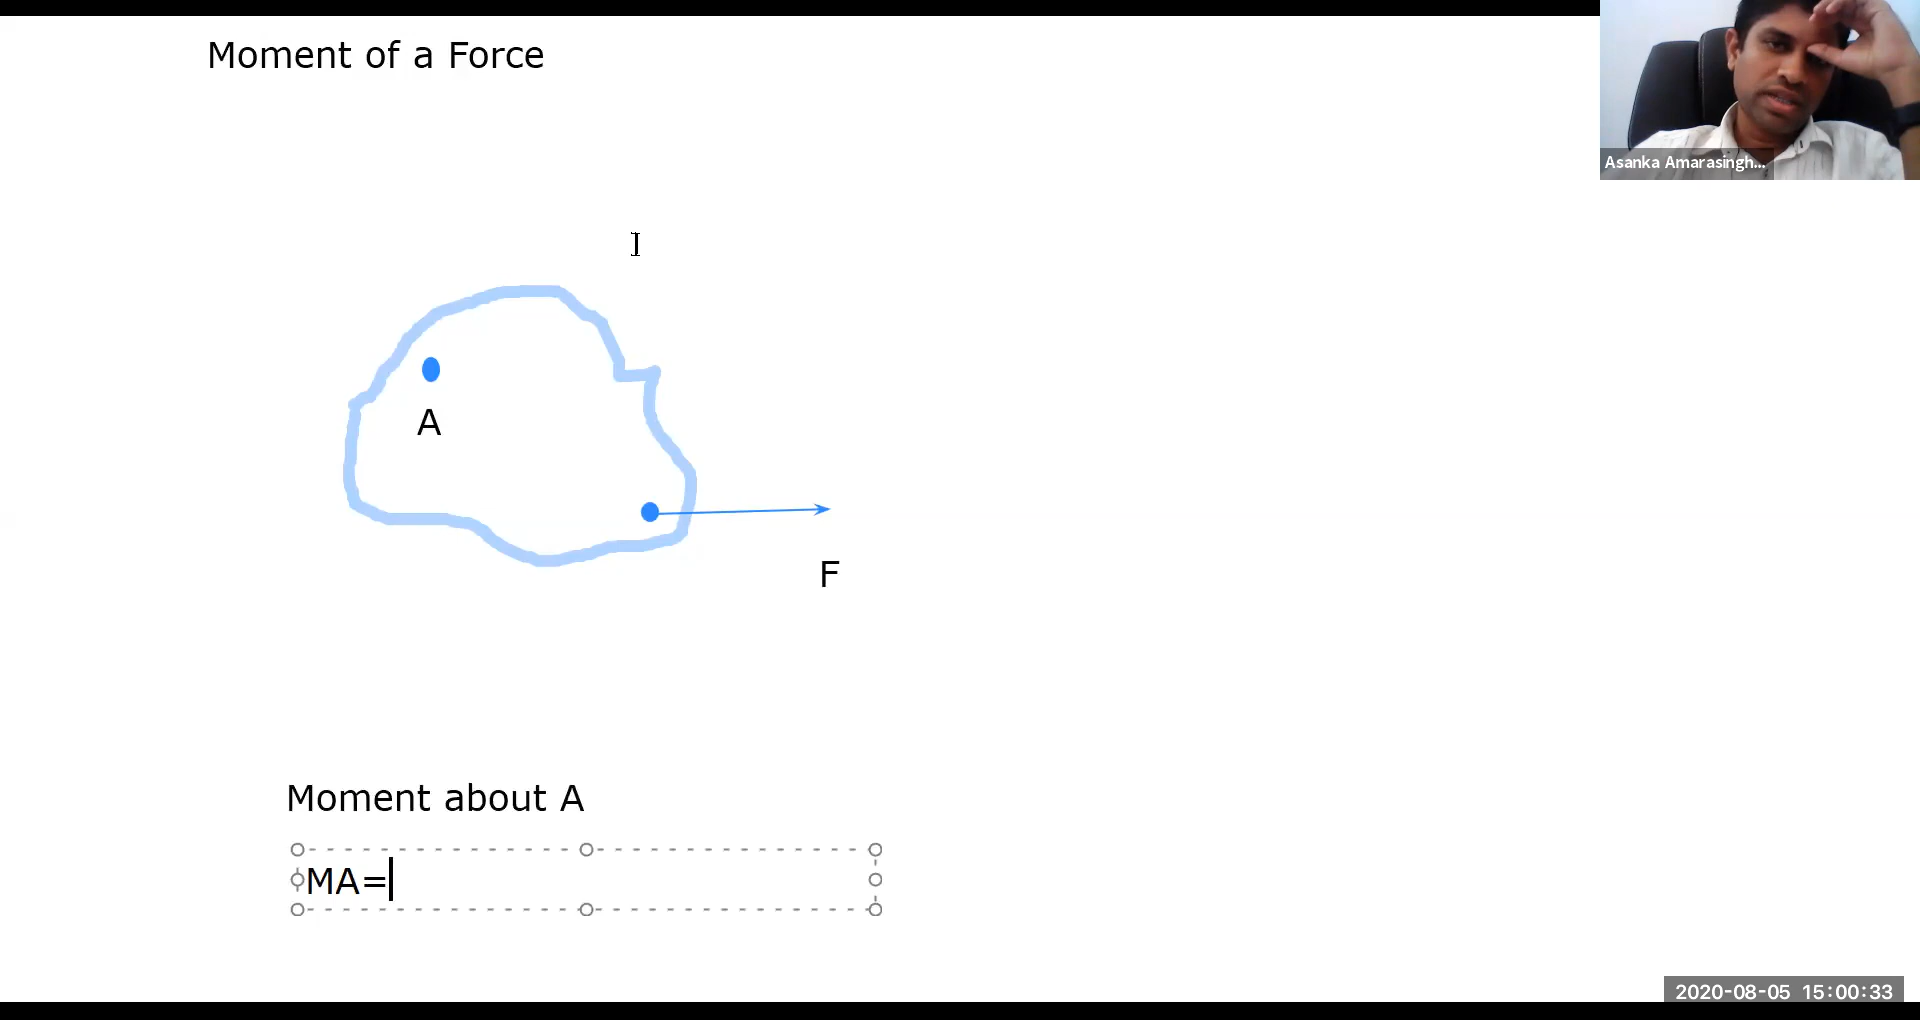 Moment of a Force
Asanka Amarasingh...
A
F
Moment about A
MA=
2020-08-05 15:00:33